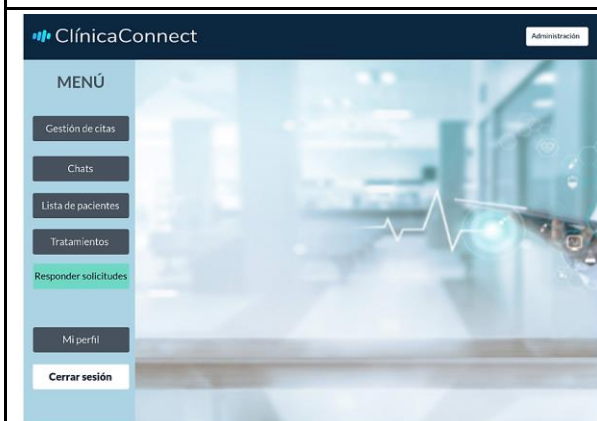 ClínicaConnect
Administración
MENÚ
Gestión de citas
Chats
Lista de pacientes
Tratamientos
Responder solicitudes
Mi perfil
Cerrar sesión